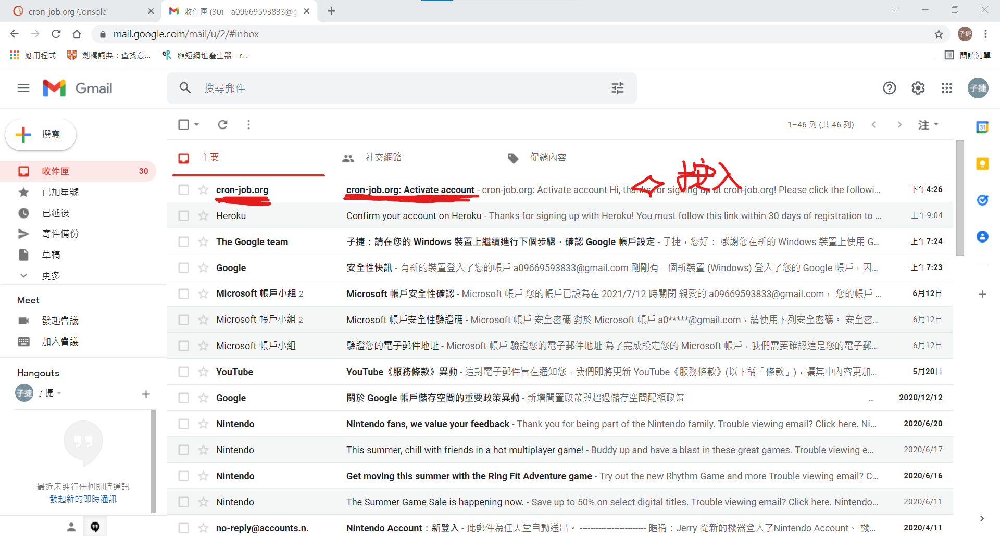 cron-job.org Console
收件匣 (30) - a09669593833@g
mail.google.com/mail/u/2/#inbox
子捷
應用程式
劍橋詞典：查找意...
縮短網址產生器 - r...
閱讀清單
Gmail
搜尋郵件
子捷
撰寫
1–46 列 (共 46 列)
注
31
主要
社交網路
促銷內容
按入
收件匣 30
已加星號
已延後
寄件備份
草稿
更多
Meet
發起會議
加入會議
Hangouts
子捷 子捷
最近未進行任何即時通訊
發起新的即時通訊
cron-job.org cron-job.org: Activate account - cron-job.org: Activate account Hi, thanks for signing up at cron-job.org! Please click the followi... 下午4:26
Heroku Confirm your account on Heroku - Thanks for signing up with Heroku! You must follow this link within 30 days of registration to ... 上午9:04
The Google team 子捷：請在您的 Windows 裝置上繼續進行下個步驟，確認 Google 帳戶設定 - 子捷，您好： 感謝您在新的 Windows 裝置上使用 G... 上午7:24
Google 安全性快訊 - 有新的裝置登入了您的帳戶 a09669593833@gmail.com 剛剛有一個新裝置 (Windows) 登入了您的 Google 帳戶，因... 上午7:23
Microsoft 帳戶小組 2 Microsoft 帳戶安全性確認 - Microsoft 帳戶 您的帳戶已設為在 2021/7/12 時關閉 親愛的 a09669593833@gmail.com， 您的帳戶 ... 6月12日
Microsoft 帳戶小組 2 Microsoft 帳戶安全性驗證碼 - Microsoft 帳戶 安全密碼 對於 Microsoft 帳戶 a0*****@gmail.com，請使用下列安全密碼。 安全密... 6月12日
Microsoft 帳戶小組 驗證您的電子郵件地址 - Microsoft 帳戶 驗證您的電子郵件地址 為了完成設定您的 Microsoft 帳戶，我們需要確認這是您的電子郵... 6月12日
YouTube YouTube《服務條款》異動 - 這封電子郵件旨在通知您，我們即將更新 YouTube《服務條款》(以下稱「條款」)，讓其中內容更加... 5月20日
Google 關於 Google 帳戶儲存空間的重要政策異動 - 新增閒置政策與超過儲存空間配額政策 ... 2020/12/12
Nintendo Nintendo fans, we value your feedback - Thank you for being part of the Nintendo family. Trouble viewing email? Click here. Ni... 2020/6/20
Nintendo This summer, chill with friends in a hot multiplayer game! - Buddy up and have a blast in these great games. Trouble viewing e... 2020/6/17
Nintendo Get moving this summer with the Ring Fit Adventure game - Try out the new Rhythm Game and more Trouble viewing email? C... 2020/6/16
Nintendo The Summer Game Sale is happening now. - Save up to 50% on select digital titles. Trouble viewing email? Click here. Nintendo... 2020/6/11
no-reply@accounts.n. Nintendo Account：新登入 - 此郵件為任天堂自動送出。 ------------------------- 暱稱：Jerry 從新的機器登入了Nintendo Account。 機... 2020/4/11